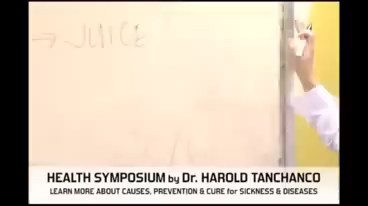 → JUICE
HEALTH SYMPOSIUM by Dr. HAROLD TANCHANCO
LEARN MORE ABOUT CAUSES, PREVENTION & CURE for SICKNESS & DISEASES